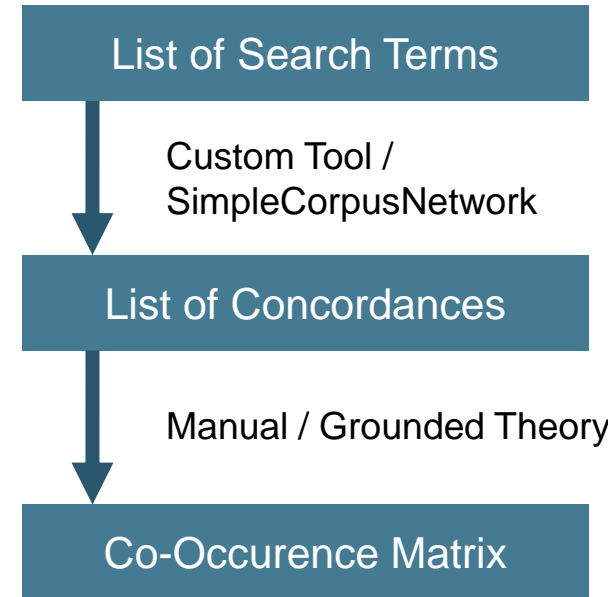 List of Search Terms
Custom Tool /
SimpleCorpusNetwork
List of Concordances
Manual / Grounded Theory
Co-Occurence Matrix